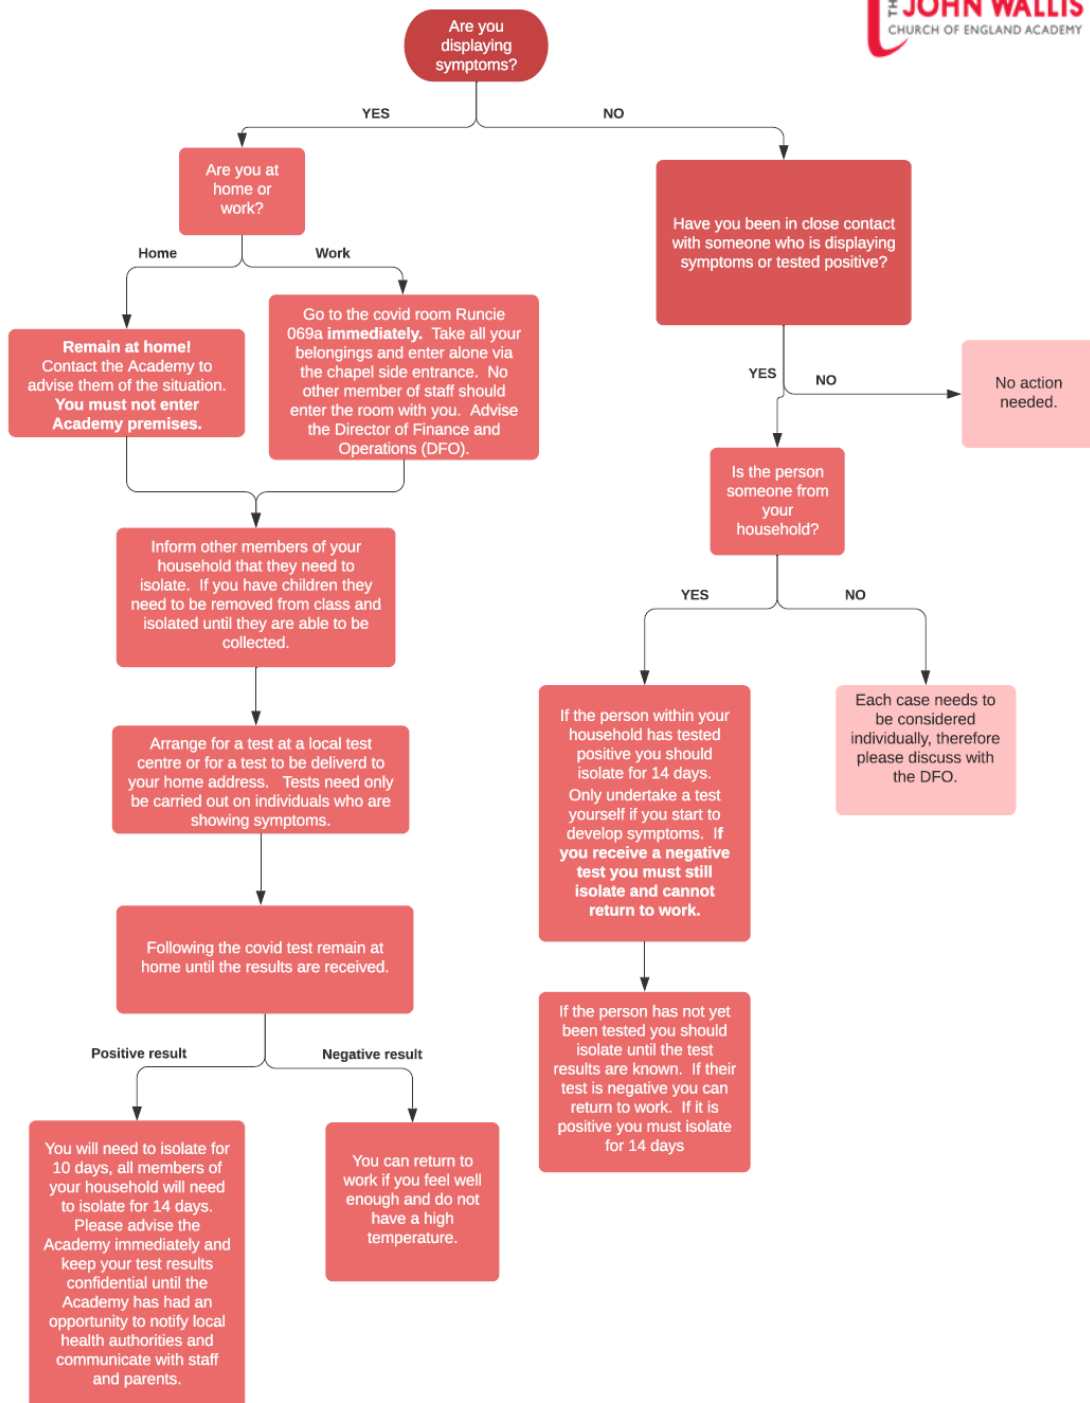 THE
JOHN WALLIS
CHURCH OF ENGLAND ACADEMY
Are you
displaying
symptoms?
YES
NO
Are you at
home or
work?
Home
Work
Remain at home!
Contact the Academy to
advise them of the situation.
You must not enter
Academy premises.
Go to the covid room Runcie
069a immediately. Take all your
belongings and enter alone via
the chapel side entrance. No
other member of staff should
enter the room with you. Advise
the Director of Finance and
Operations (DFO).
Inform other members of your
household that they need to
isolate. If you have children they
need to be removed from class and
isolated until they are able to be
collected.
Arrange for a test at a local test
centre or for a test to be deliverd to
your home address. Tests need only
be carried out on individuals who are
showing symptoms.
Following the covid test remain at
home until the results are received.
Positive result
Negative result
You will need to isolate for
10 days, all members of
your household will need
to isolate for 14 days.
Please advise the
Academy immediately and
keep your test results
confidential until the
Academy has had an
opportunity to notify local
health authorities and
communicate with staff
and parents.
You can return to
work if you feel well
enough and do not
have a high
temperature.
Have you been in close contact
with someone who is displaying
symptoms or tested positive?
YES
NO
No action
needed.
Is the person
someone from
your
household?
YES
NO
If the person within your
household has tested
positive you should
isolate for 14 days.
Only undertake a test
yourself if you start to
develop symptoms. If
you receive a negative
test you must still
isolate and cannot
return to work.
Each case needs to
be considered
individually, therefore
please discuss with
the DFO.
If the person has not yet
been tested you should
isolate until the test
results are known. If their
test is negative you can
return to work. If it is
positive you must isolate
for 14 days